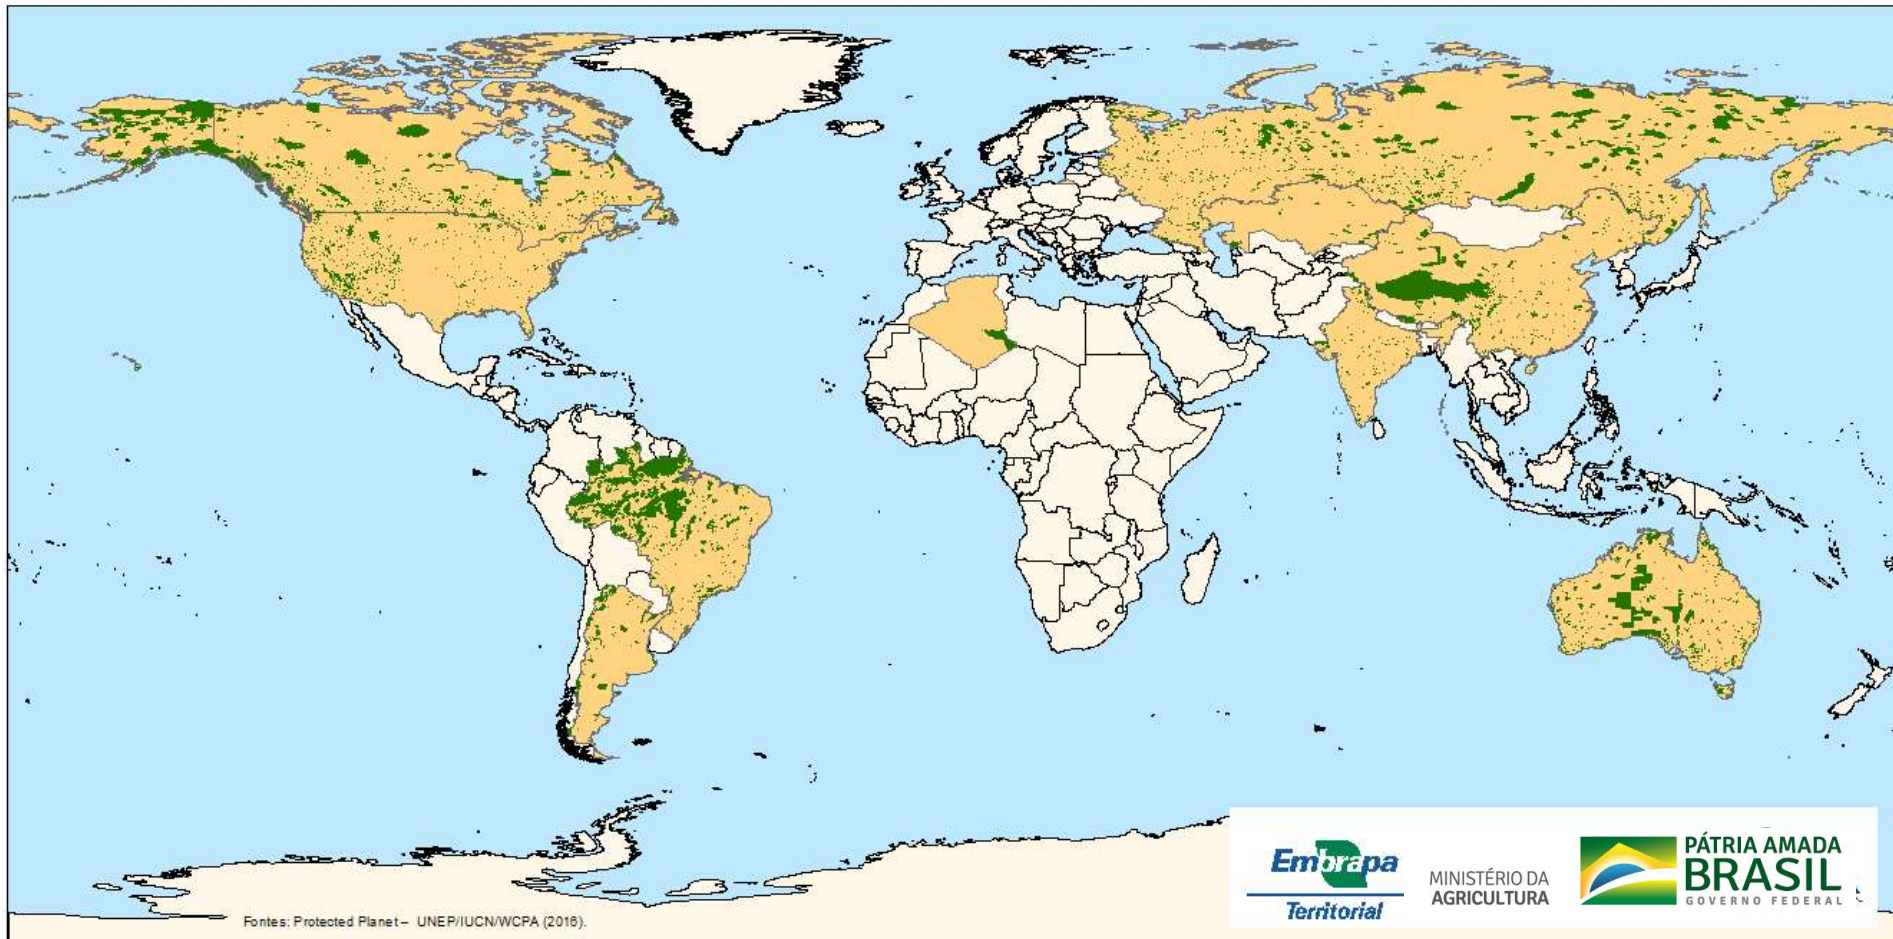 Fontes: Protected Planet – UNEP/IUCN/WCPA (2016).
Embrapa
Territorial
MINISTÉRIO DA
AGRICULTURA
PÁTRIA AMADA
BRASIL
GOVERNO FEDERAL